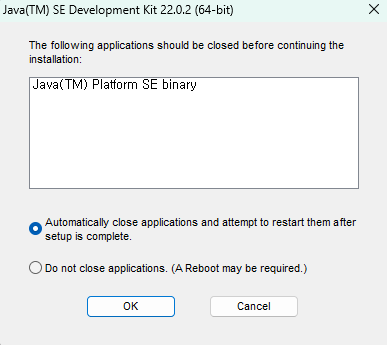 Java(TM) SE Development Kit 22.0.2 (64-bit)
The following applications should be closed before continuing the
installation:
Java(TM) Platform SE binary
Automatically close applications and attempt to restart them after
setup is complete.
Do not close applications. (A Reboot may be required.)
OK
Cancel